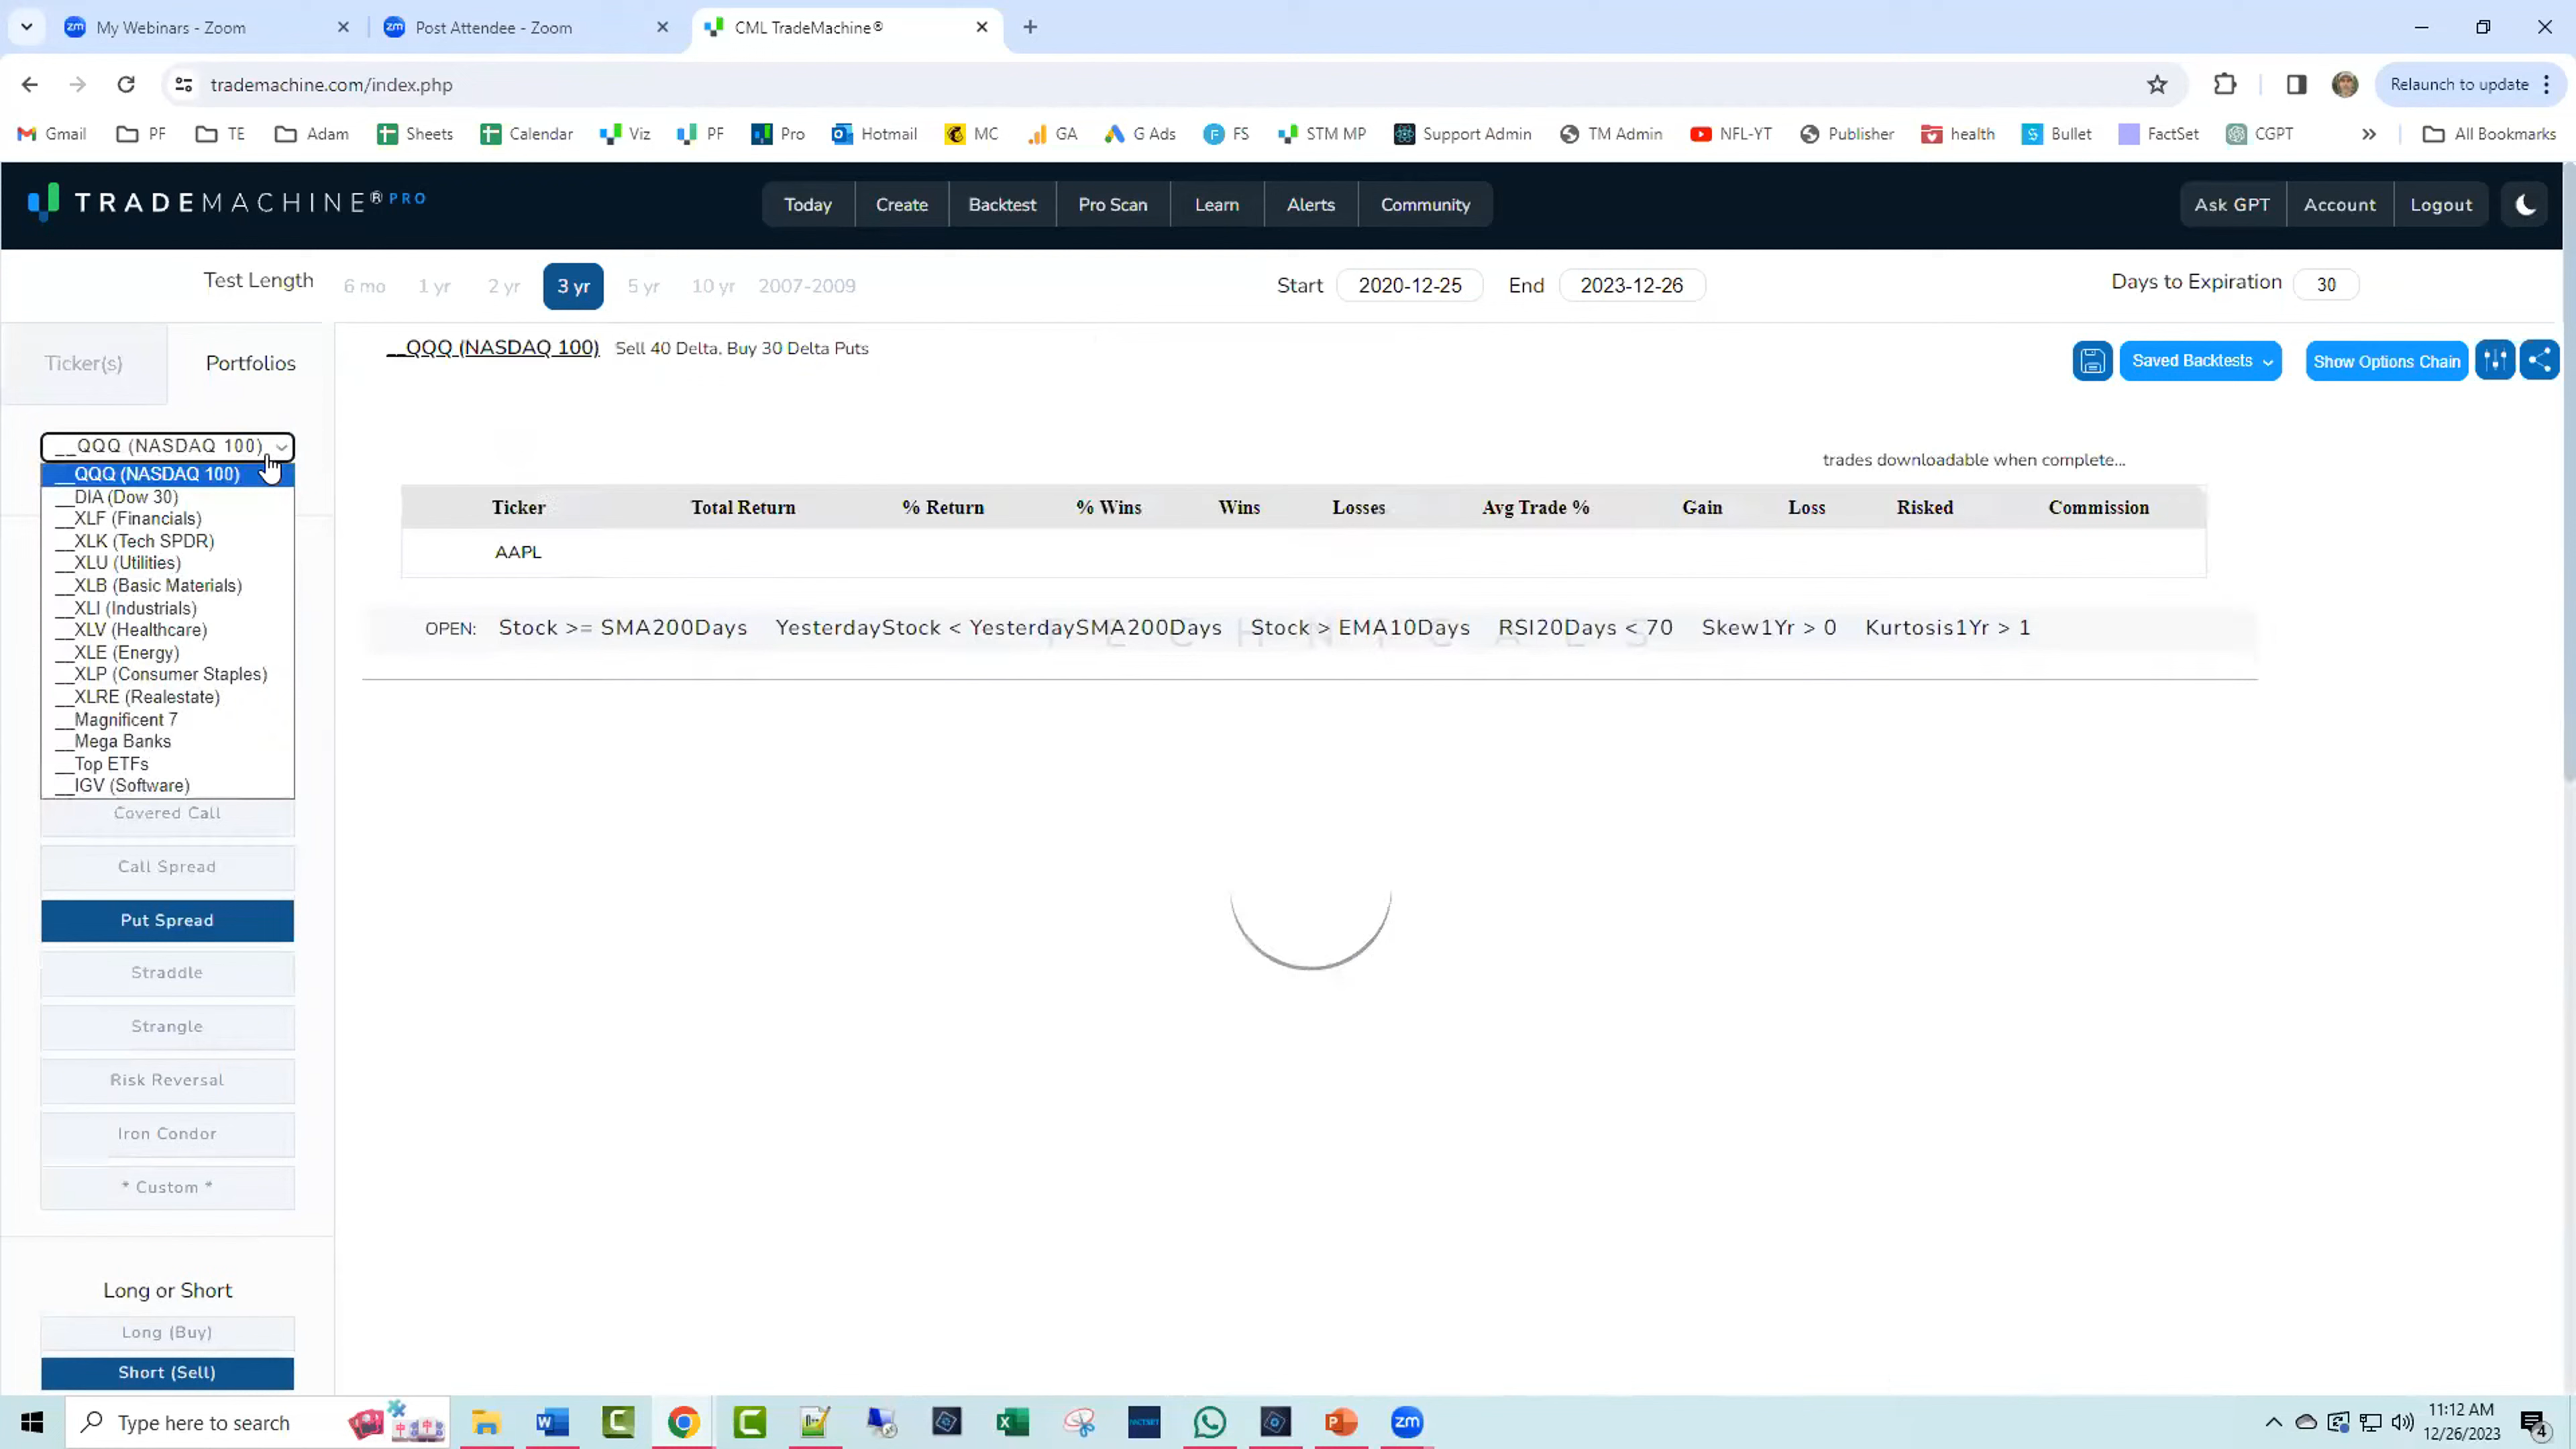 My Webinars - Zoom
Post Attendee - Zoom
CML TradeMachine®
trademachine.com/index.php
Relaunch to update
Gmail PF TE Adam Sheets Calendar Viz PF Pro Hotmail MC GA G Ads FS STM MP Support Admin TM Admin NFL-YT Publisher health Bullet FactSet CGPT » All Bookmarks
TRADEMACHINE® PRO
Today Create Backtest Pro Scan Learn Alerts Community
Ask GPT Account Logout
Test Length 6 mo 1 yr 2 yr 3 yr 5 yr 10 yr 2007-2009
Start 2020-12-25 End 2023-12-26
Days to Expiration 30
Ticker(s) Portfolios
__QQQ (NASDAQ 100) Sell 40 Delta. Buy 30 Delta Puts
Saved Backtests Show Options Chain
__QQQ (NASDAQ 100)
__QQQ (NASDAQ 100)
__DIA (Dow 30)
__XLF (Financials)
__XLK (Tech SPDR)
__XLU (Utilities)
__XLB (Basic Materials)
__XLI (Industrials)
__XLV (Healthcare)
__XLE (Energy)
__XLP (Consumer Staples)
__XLRE (Realestate)
__Magnificent 7
__Mega Banks
__Top ETFs
__IGV (Software)
Covered Call
Call Spread
Put Spread
Straddle
Strangle
Risk Reversal
Iron Condor
* Custom *
Long or Short
Long (Buy)
Short (Sell)
trades downloadable when complete...
Ticker Total Return % Return % Wins Wins Losses Avg Trade % Gain Loss Risked Commission
AAPL
TECHNICALS
OPEN: Stock >= SMA200Days YesterdayStock < YesterdaySMA200Days Stock > EMA10Days RSI20Days < 70 Skew1Yr > 0 Kurtosis1Yr > 1
Type here to search
FACTSET
zm
11:12 AM
12/26/2023
4